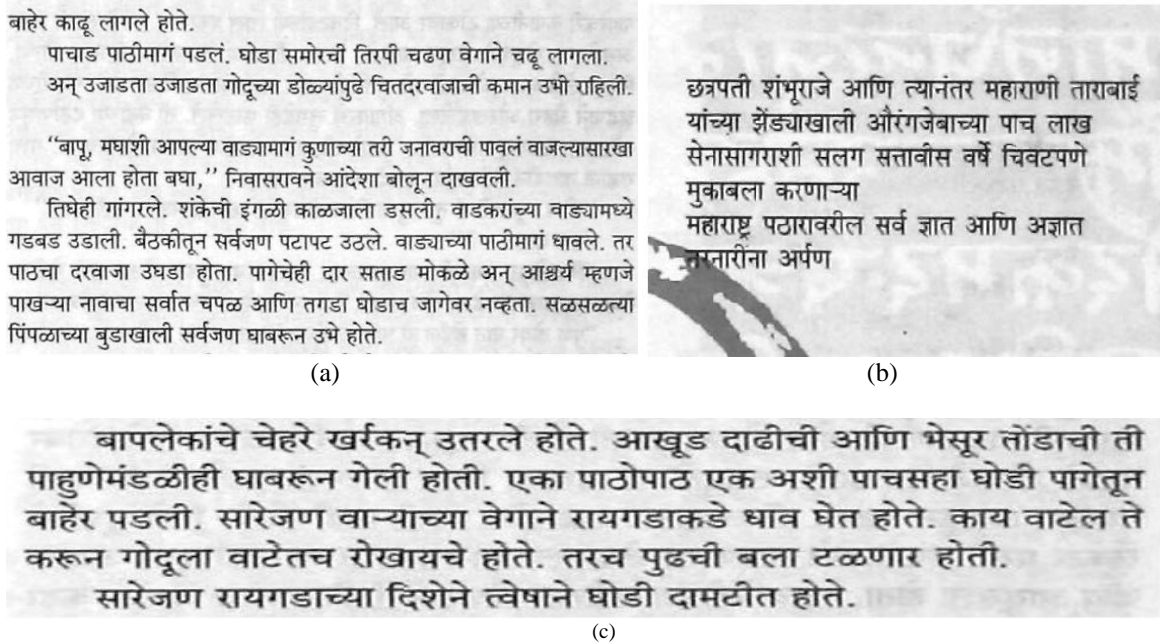 बाहेर काढू लागले होते.
पाचाड पाठीमागं पडलं. घोडा समोरची तिरपी चढण वेगाने चढू लागला.
अन् उजाडता उजाडता गोदूच्या डोळ्यांपुढे चितदरवाजाची कमान उभी राहिली.
“बापू, मघाशी आपल्या वाड्यामागं कुणाच्या तरी जनावराची पावलं वाजल्यासारखा
आवाज आला होता बघा,’’ निवासरावने आंदेशा बोलून दाखवली.
तिघेही गांगरले. शंकेची इंगळी काळजाला डसली. वाडकरांच्या वाड्यामध्ये
गडबड उडाली. बैठकीतून सर्वजण पटापट उठले. वाड्याच्या पाठीमागं धावले. तर
पाठचा दरवाजा उघडा होता. पागेचेही दार सताड मोकळे अन् आश्चर्य म्हणजे
पाखऱ्या नावाचा सर्वात चपळ आणि तगडा घोडाच जागेवर नव्हता. सळसळत्या
पिंपळाच्या बुडाखाली सर्वजण घाबरून उभे होते.
(a)
छत्रपती शंभूराजे आणि त्यानंतर महाराणी ताराबाई
यांच्या झेंड्याखाली औरंगजेबाच्या पाच लाख
सेनासागराशी सलग सत्तावीस वर्षे चिवटपणे
मुकाबला करणाऱ्या
महाराष्ट्र पठारावरील सर्व ज्ञात आणि अज्ञात
नरनारींना अर्पण
(b)
बापलेकांचे चेहरे खर्रकन् उतरले होते. आखूड दाढीची आणि भेसूर तोंडाची ती
पाहुणेमंडळीही घाबरून गेली होती. एका पाठोपाठ एक अशी पाचसहा घोडी पागेतून
बाहेर पडली. सारेजण वाऱ्याच्या वेगाने रायगडाकडे धाव घेत होते. काय वाटेल ते
करून गोदूला वाटेतच रोखायचे होते. तरच पुढची बला टळणार होती.
सारेजण रायगडाच्या दिशेने त्वेषाने घोडी दामटीत होते.
(c)